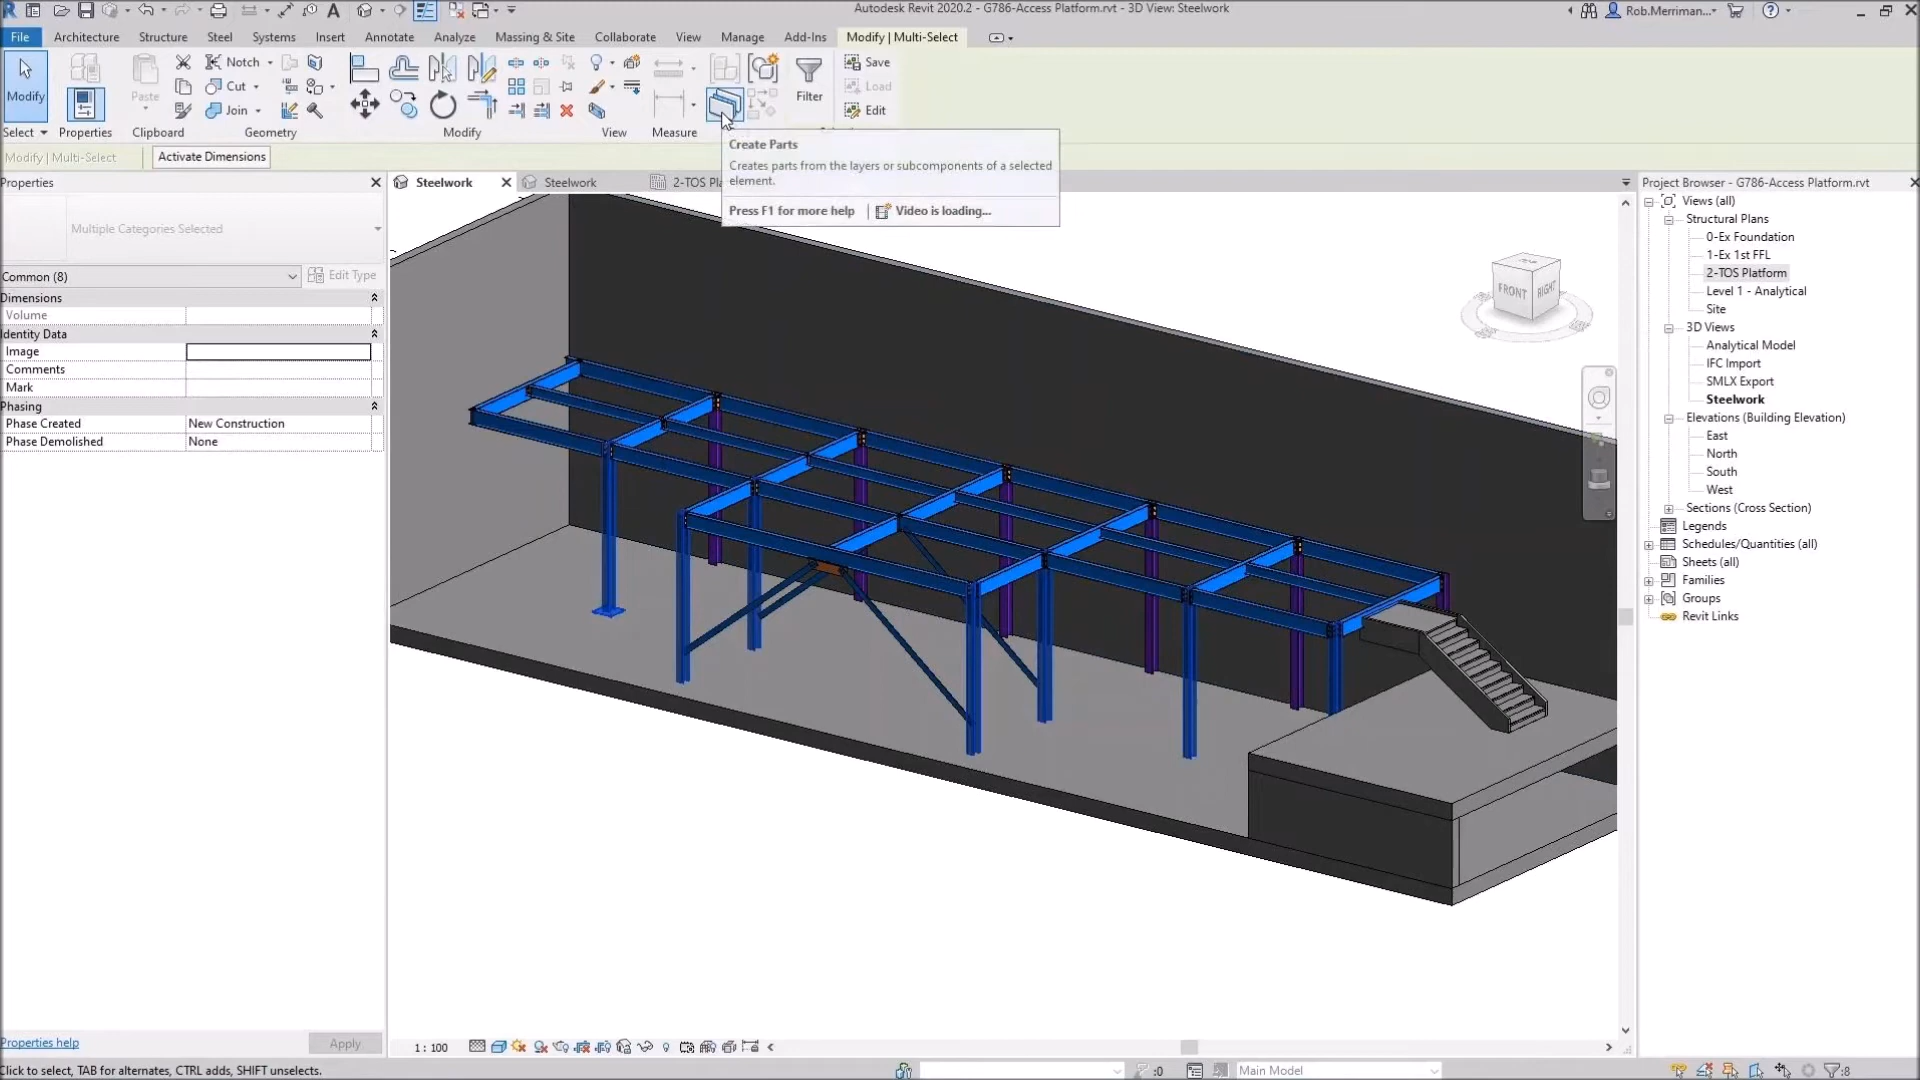 Autodesk Revit 2020.2 - G786-Access Platform.rvt - 3D View: Steelwork
Rob.Merriman...
File
Architecture
Structure
Steel
Systems
Insert
Annotate
Analyze
Massing & Site
Collaborate
View
Manage
Add-Ins
Modify | Multi-Select
Modify
Paste
Notch
Cut
Join
Filter
Save
Load
Edit
Select
Properties
Clipboard
Geometry
Modify
View
Measure
Modify | Multi-Select
Activate Dimensions
Create Parts
Creates parts from the layers or subcomponents of a selected
element.
Press F1 for more help
Video is loading...
Properties
Multiple Categories Selected
Common (8)
Edit Type
Dimensions
Volume
Identity Data
Image
Comments
Mark
Phasing
Phase Created
New Construction
Phase Demolished
None
Properties help
Apply
Steelwork
Steelwork
2-TOS Pla
FRONT
RIGHT
Project Browser - G786-Access Platform.rvt
Views (all)
Structural Plans
0-Ex Foundation
1-Ex 1st FFL
2-TOS Platform
Level 1 - Analytical
Site
3D Views
Analytical Model
IFC Import
SMLX Export
Steelwork
Elevations (Building Elevation)
East
North
South
West
Sections (Cross Section)
Legends
Schedules/Quantities (all)
Sheets (all)
Families
Groups
Revit Links
1 : 100
Click to select, TAB for alternates, CTRL adds, SHIFT unselects.
:0
Main Model
:8